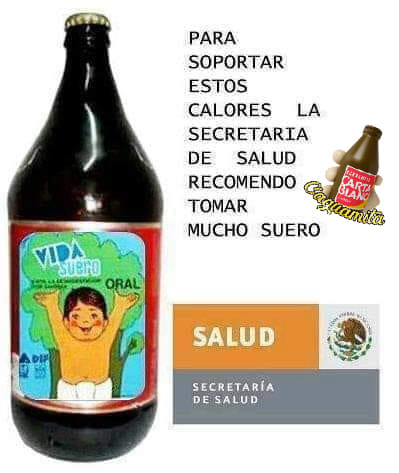 PARA
SOPORTAR
ESTOS
CALORES LA
SECRETARIA
DE SALUD
RECOMENDO
TOMAR
MUCHO SUERO
CARTA
BLANCA
Caguamita
VIDA
SUERO
ORAL
DIF
SALUD
SECRETARÍA
DE SALUD